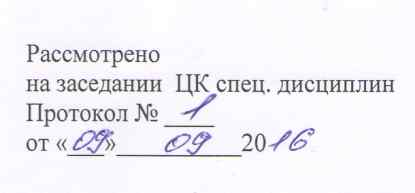 Рассмотрено
на заседании ЦК спец. дисциплин
Протокол № 1
от «09» 09 2016